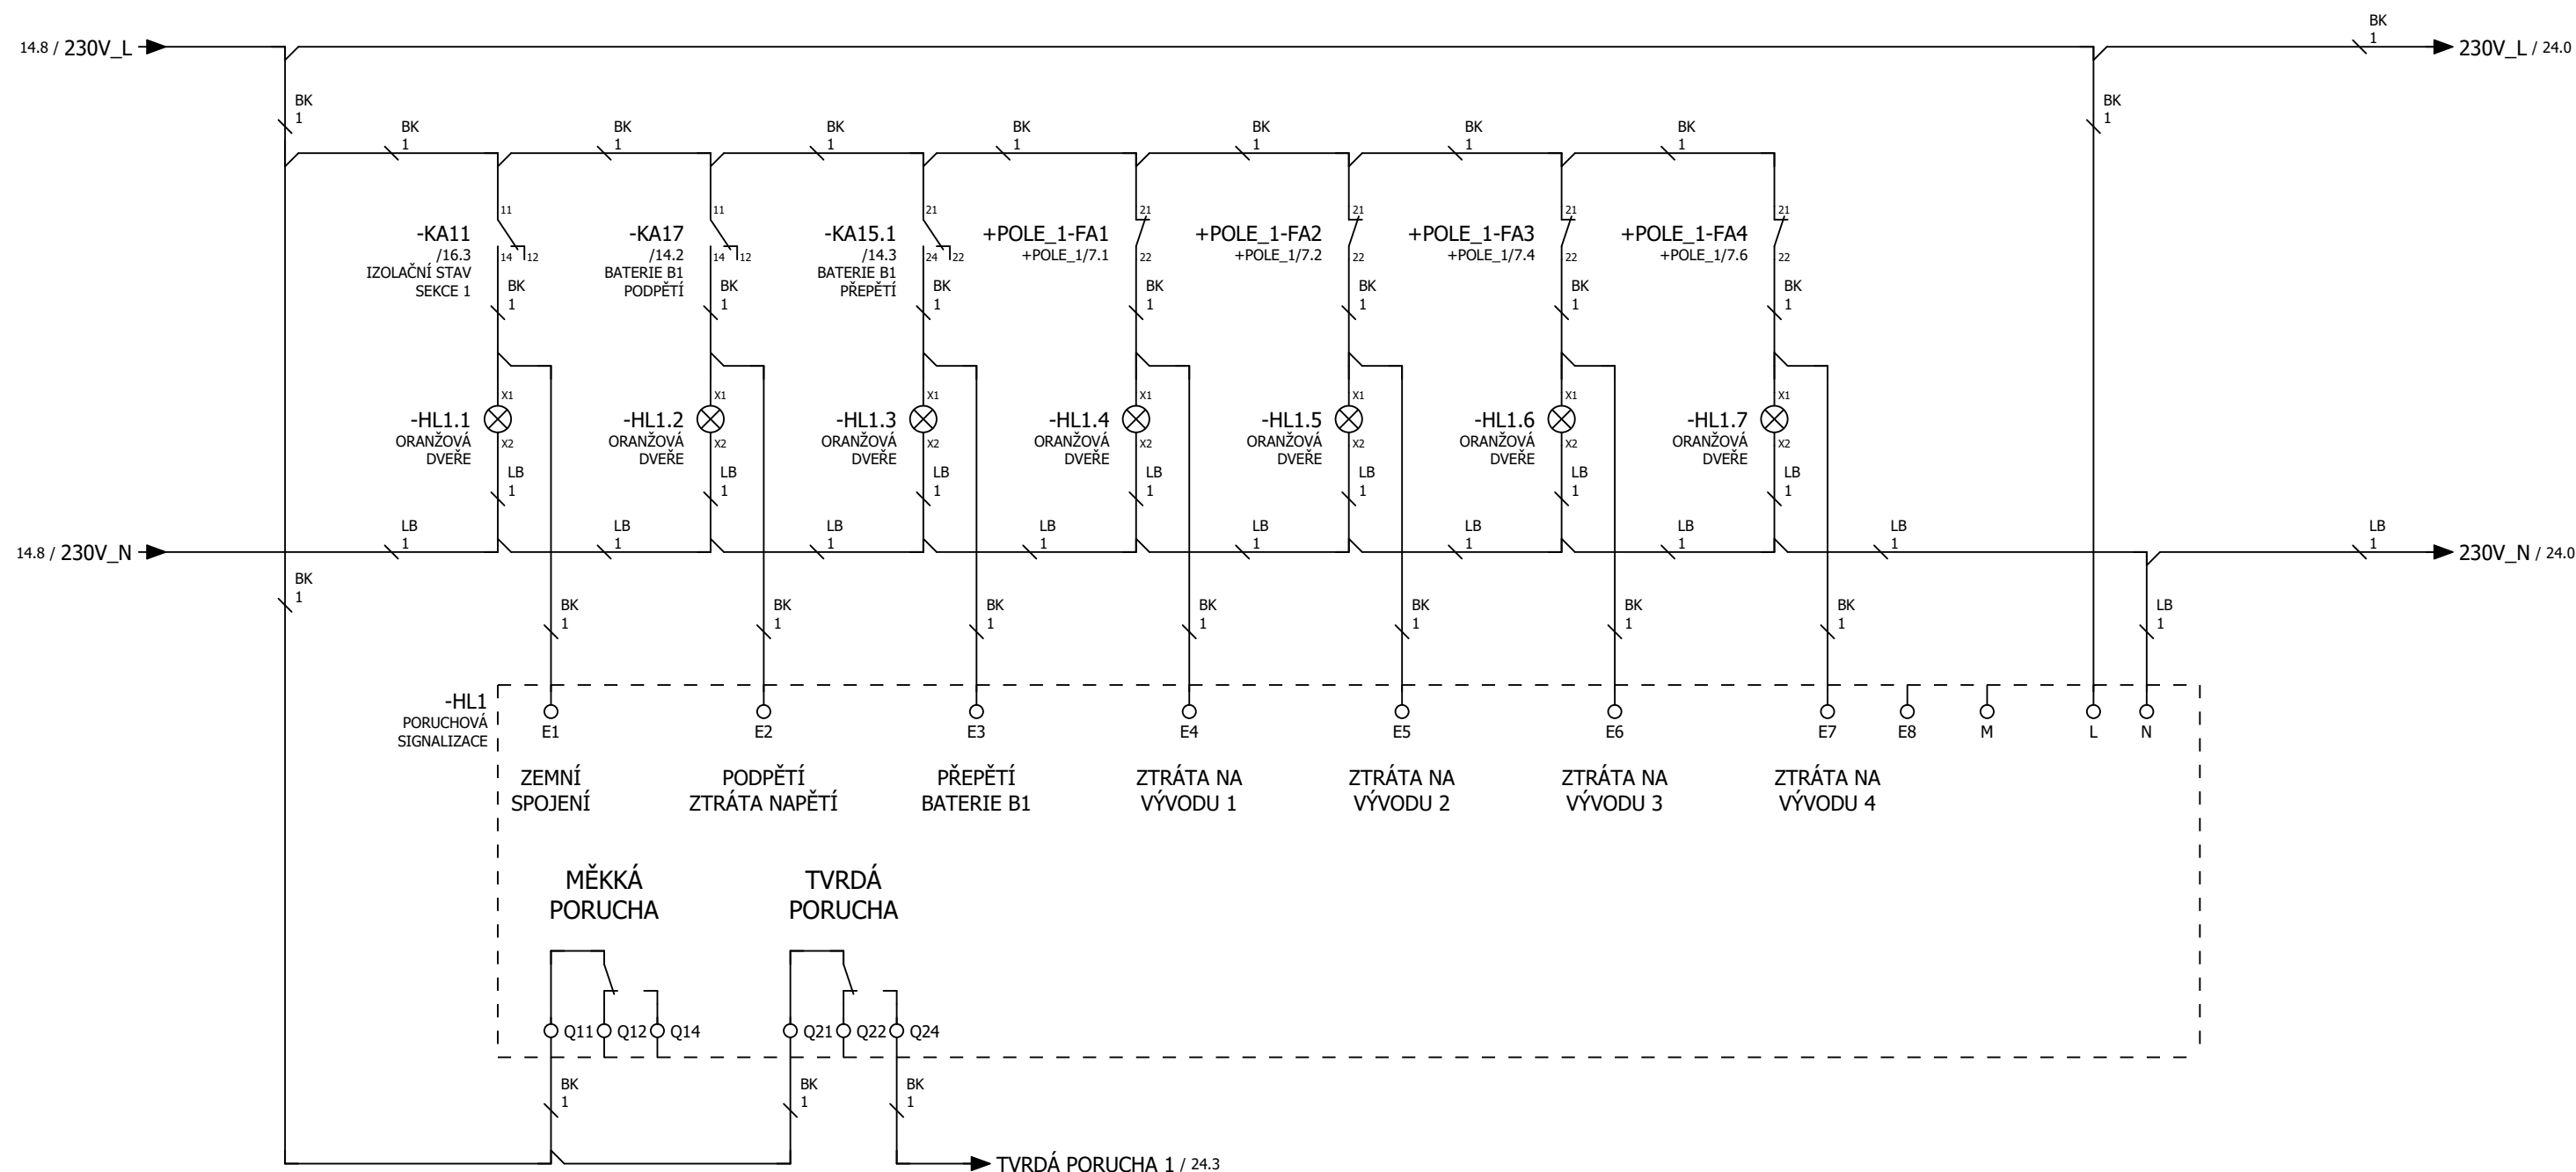 14.8 / 230V_L
BK
1
230V_L / 24.0
BK
1
BK
1
BK
1
BK
1
BK
1
BK
1
BK
1
BK
1
BK
1
-KA11
/16.3
IZOLAČNÍ STAV
SEKCE 1
11
14
12
BK
1
-KA17
/14.2
BATERIE B1
PODPĚTÍ
11
14
12
BK
1
-KA15.1
/14.3
BATERIE B1
PŘEPĚTÍ
21
24
22
BK
1
+POLE_1-FA1
+POLE_1/7.1
21
22
BK
1
+POLE_1-FA2
+POLE_1/7.2
21
22
BK
1
+POLE_1-FA3
+POLE_1/7.4
21
22
BK
1
+POLE_1-FA4
+POLE_1/7.6
21
22
BK
1
-HL1.1
ORANŽOVÁ
DVEŘE
X1
X2
LB
1
-HL1.2
ORANŽOVÁ
DVEŘE
X1
X2
LB
1
-HL1.3
ORANŽOVÁ
DVEŘE
X1
X2
LB
1
-HL1.4
ORANŽOVÁ
DVEŘE
X1
X2
LB
1
-HL1.5
ORANŽOVÁ
DVEŘE
X1
X2
LB
1
-HL1.6
ORANŽOVÁ
DVEŘE
X1
X2
LB
1
-HL1.7
ORANŽOVÁ
DVEŘE
X1
X2
LB
1
14.8 / 230V_N
LB
1
LB
1
LB
1
LB
1
LB
1
LB
1
LB
1
LB
1
LB
1
230V_N / 24.0
BK
1
BK
1
BK
1
BK
1
BK
1
BK
1
BK
1
BK
1
LB
1
-HL1
PORUCHOVÁ
SIGNALIZACE
E1
E2
E3
E4
E5
E6
E7
E8
M
L
N
ZEMNÍ
SPOJENÍ
PODPĚTÍ
ZTRÁTA NAPĚTÍ
PŘEPĚTÍ
BATERIE B1
ZTRÁTA NA
VÝVODU 1
ZTRÁTA NA
VÝVODU 2
ZTRÁTA NA
VÝVODU 3
ZTRÁTA NA
VÝVODU 4
MĚKKÁ
PORUCHA
TVRDÁ
PORUCHA
Q11
Q12
Q14
Q21
Q22
Q24
BK
1
BK
1
BK
1
TVRDÁ PORUCHA 1 / 24.3